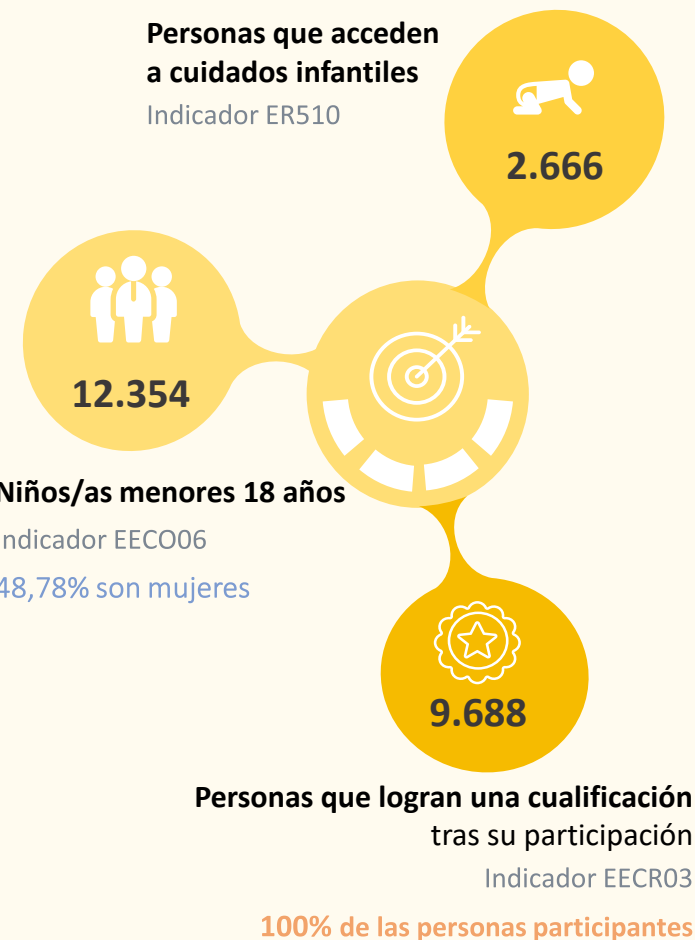 Personas que acceden
a cuidados infantiles
Indicador ER510
2.666
12.354
Niños/as menores 18 años
Indicador EECO06
48,78% son mujeres
9.688
Personas que logran una cualificación
tras su participación
Indicador EECR03
100% de las personas participantes